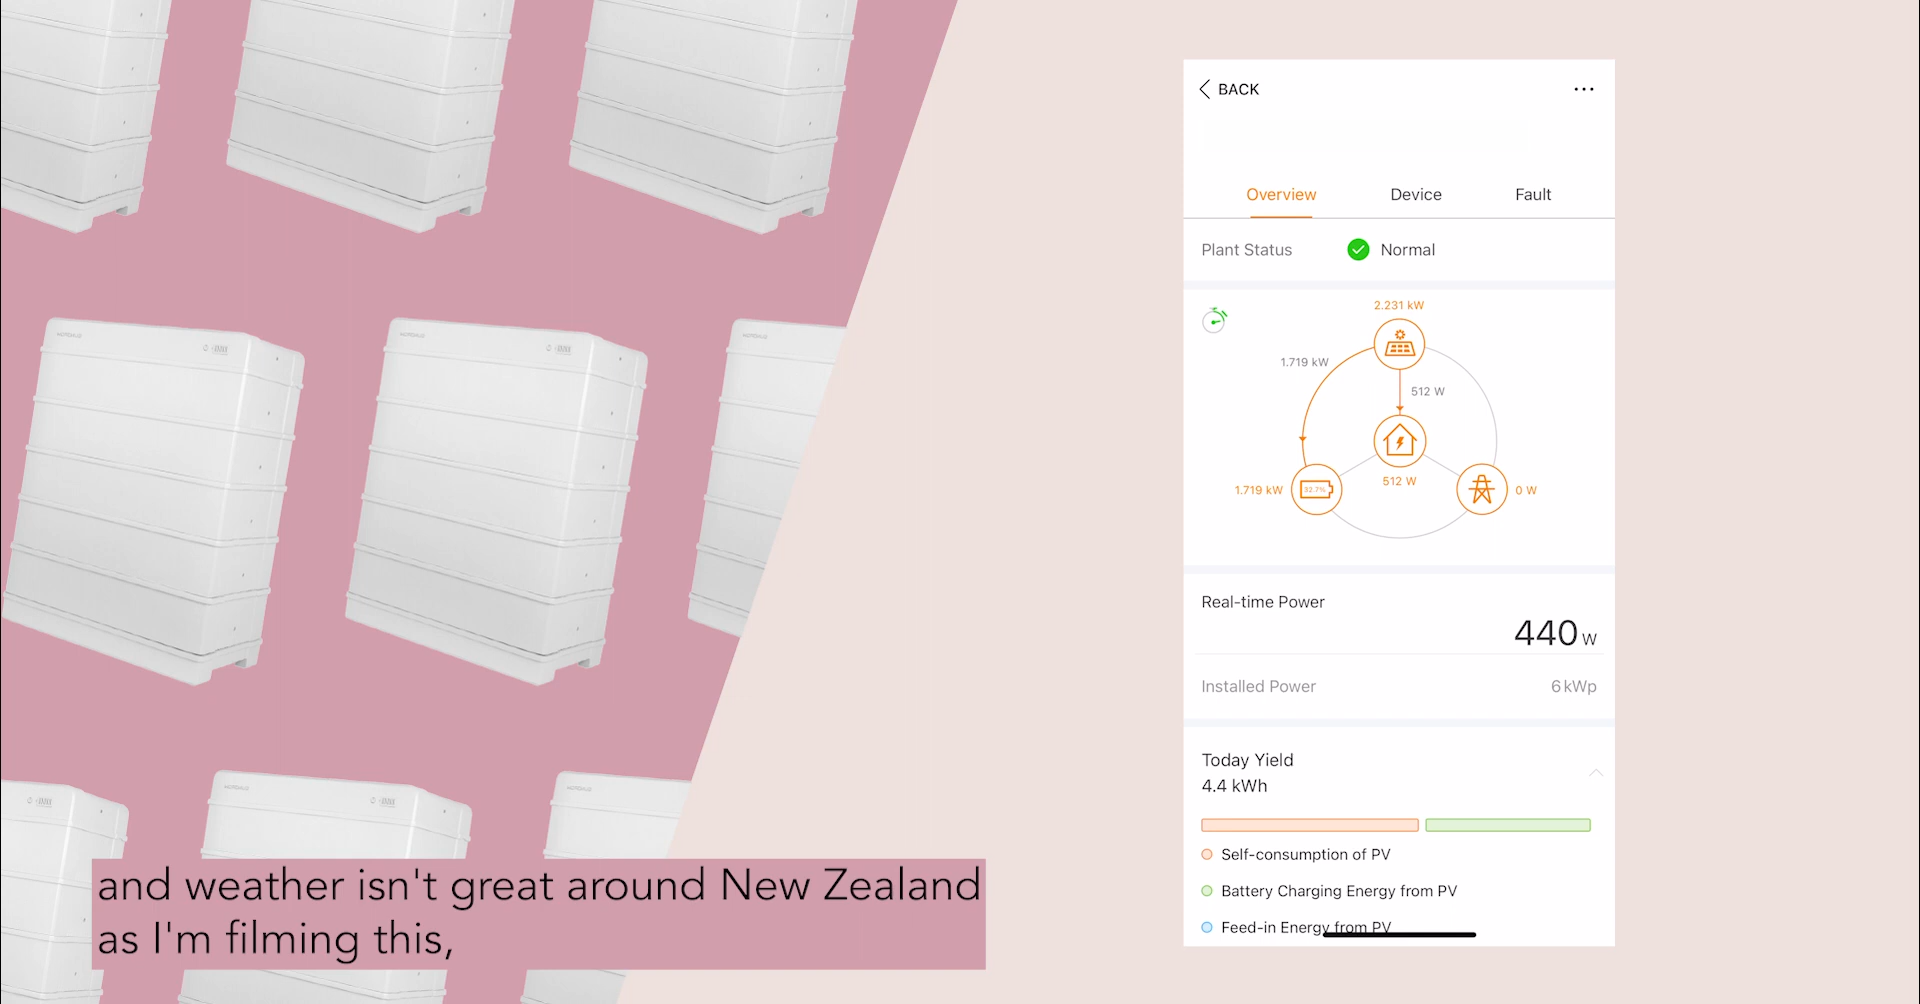 BACK
Overview Device Fault
Plant Status Normal
2.231 kW
1.719 kW
512 W
1.719 kW
32.7%
512 W
0 W
Real-time Power
440 W
Installed Power 6 kWp
Today Yield
4.4 kWh
Self-consumption of PV
Battery Charging Energy from PV
Feed-in Energy from PV
and weather isn't great around New Zealand
as I'm filming this,